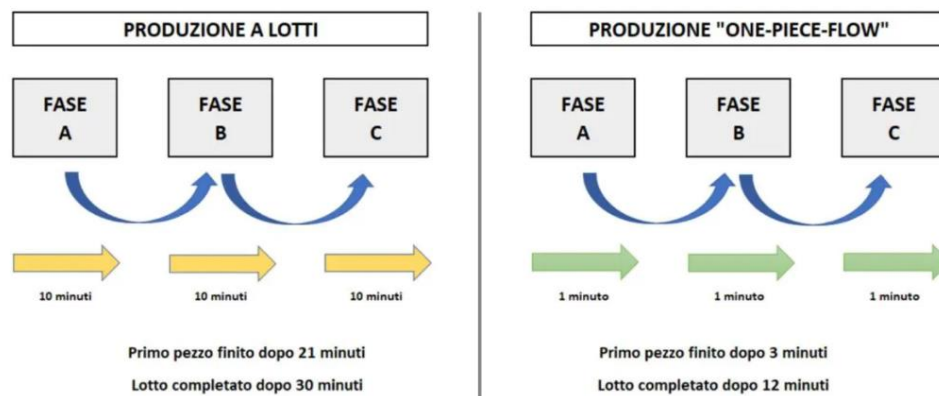 PRODUZIONE A LOTTI
FASE
A
FASE
B
FASE
C
10 minuti
10 minuti
10 minuti
Primo pezzo finito dopo 21 minuti
Lotto completato dopo 30 minuti
PRODUZIONE "ONE-PIECE-FLOW"
FASE
A
FASE
B
FASE
C
1 minuto
1 minuto
1 minuto
Primo pezzo finito dopo 3 minuti
Lotto completato dopo 12 minuti